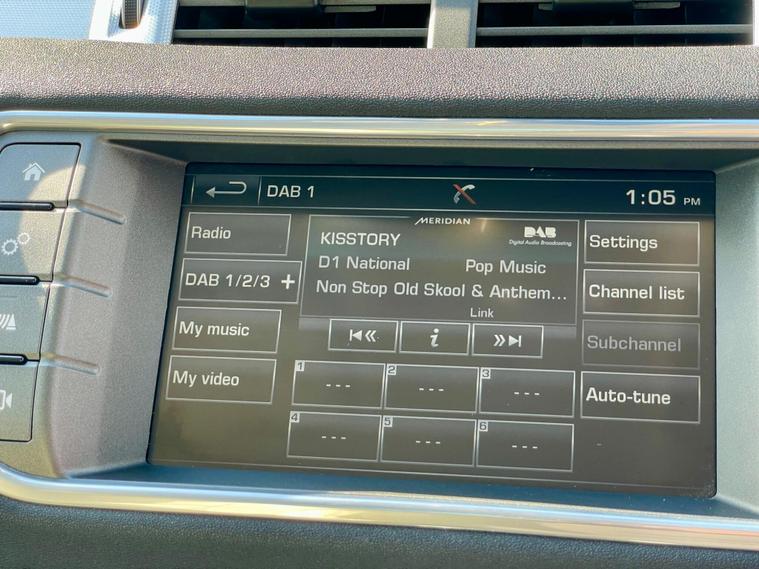 DAB 1
1:05 PM
MERIDIAN
Radio
KISSTORY
DAB
Digital Audio Broadcasting
Settings
D1 National
Pop Music
DAB 1/2/3 +
Non Stop Old Skool & Anthem...
Channel list
Link
My music
i
Subchannel
My video
1
---
2
---
3
---
Auto-tune
4
---
5
---
6
---